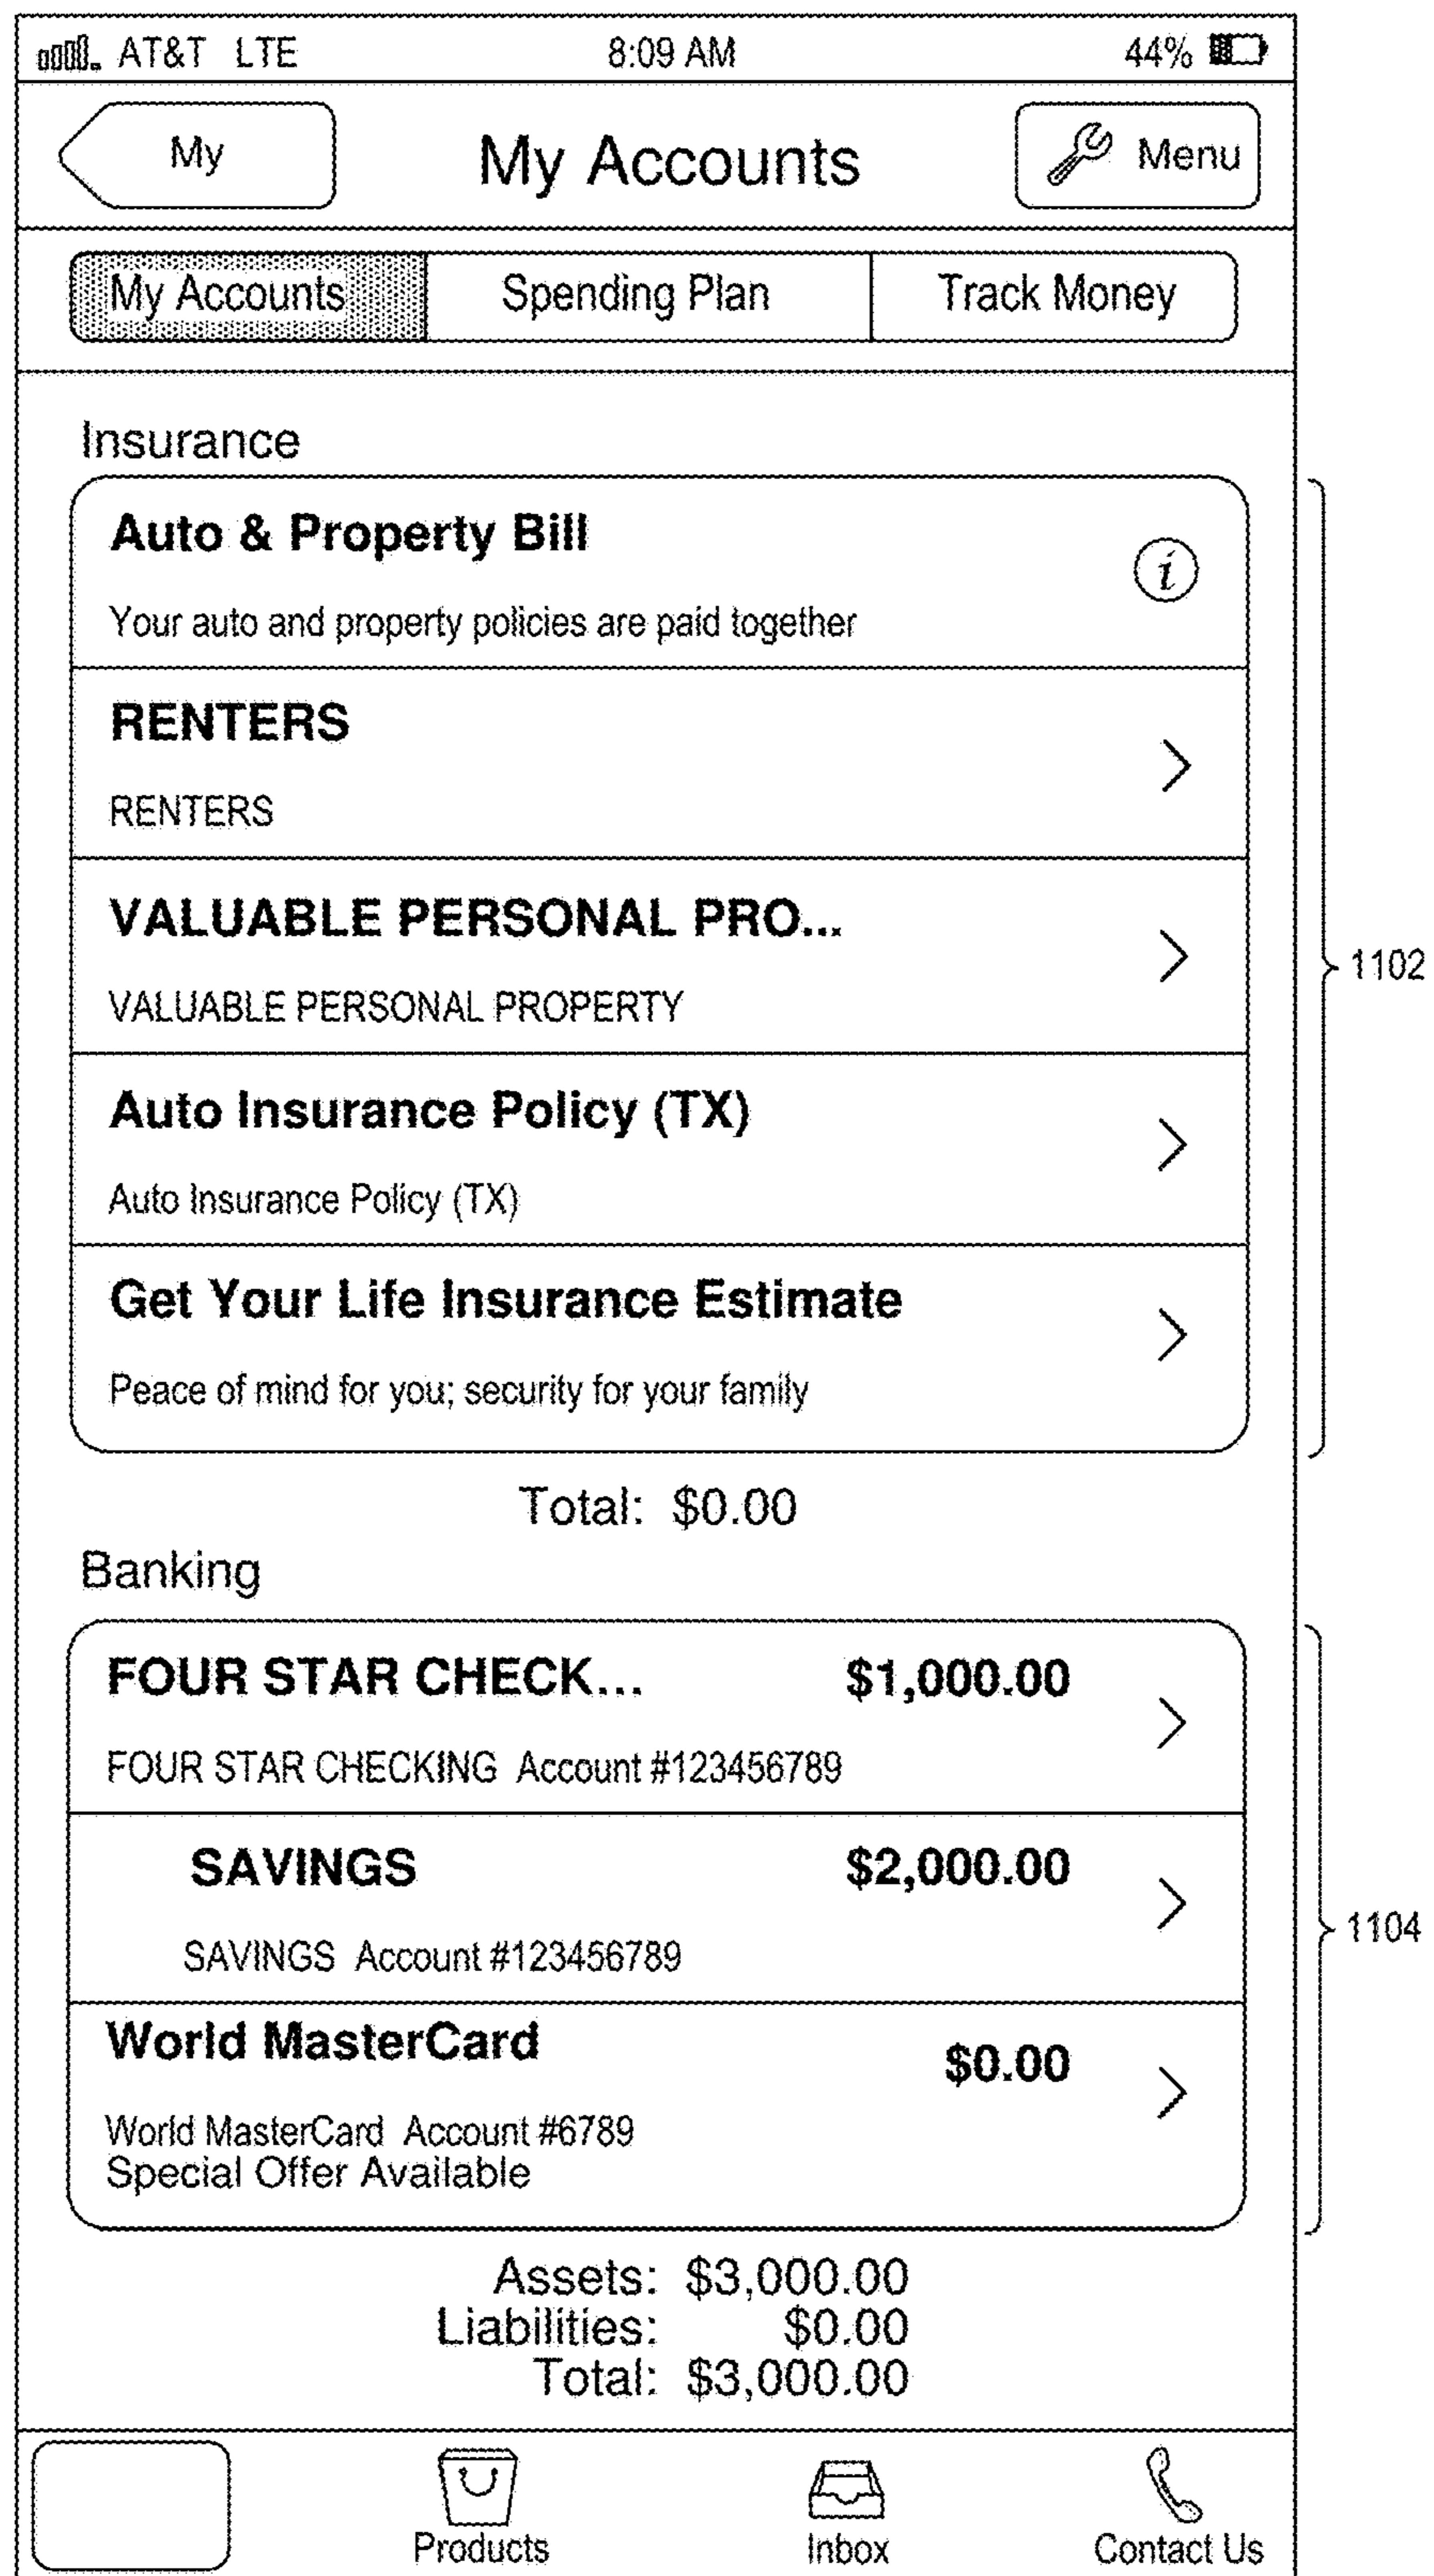 AT&T LTE 8:09 AM 44%
My My Accounts Menu
My Accounts Spending Plan Track Money
Insurance
Auto & Property Bill
i
Your auto and property policies are paid together
RENTERS
RENTERS
VALUABLE PERSONAL PRO...
1102
VALUABLE PERSONAL PROPERTY
Auto Insurance Policy (TX)
Auto Insurance Policy (TX)
Get Your Life Insurance Estimate
Peace of mind for you; security for your family
Total: $0.00
Banking
FOUR STAR CHECK... $1,000.00
FOUR STAR CHECKING Account #123456789
SAVINGS $2,000.00
1104
SAVINGS Account #123456789
World MasterCard $0.00
World MasterCard Account #6789
Special Offer Available
Assets: $3,000.00
Liabilities: $0.00
Total: $3,000.00
Products Inbox Contact Us